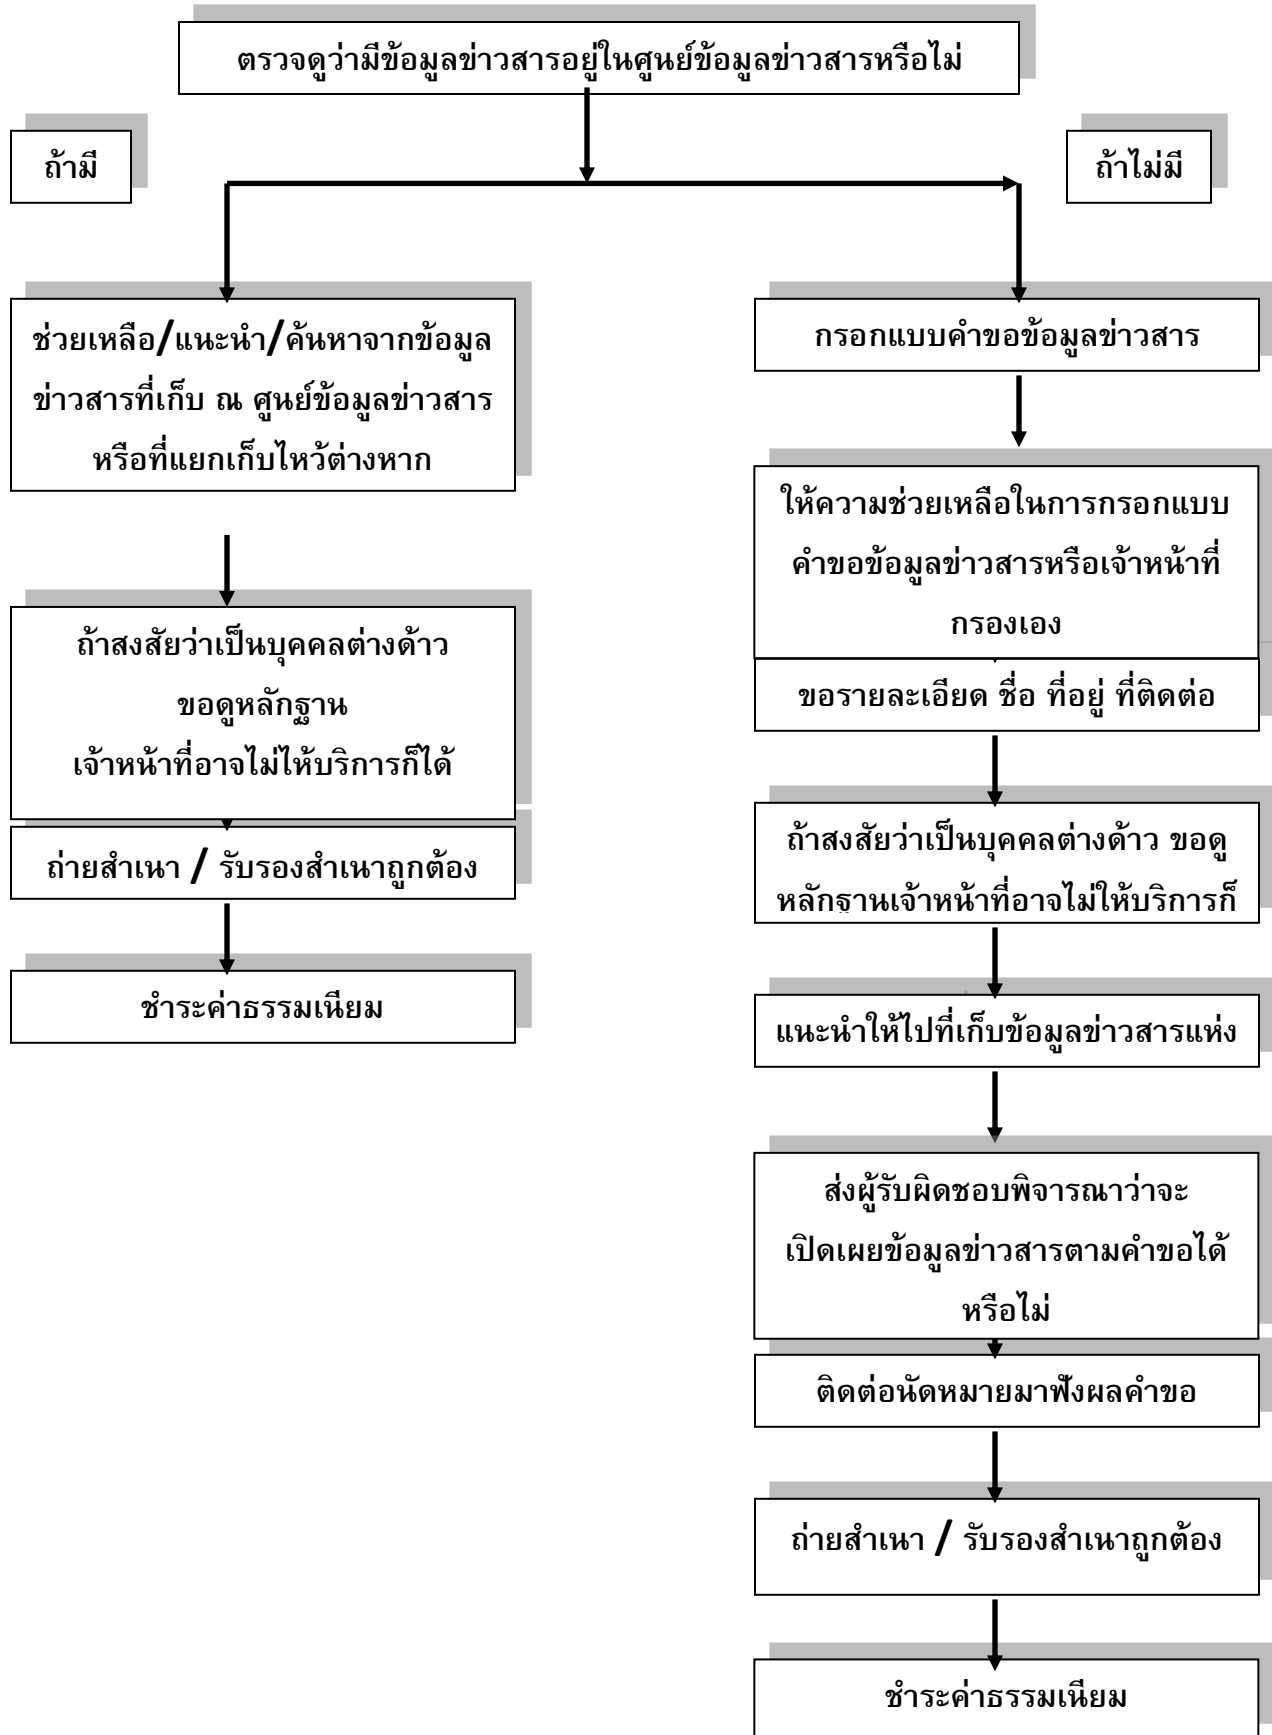 ตรวจดูว่ามีข้อมูลข่าวสารอยู่ในศูนย์ข้อมูลข่าวสารหรือไม่
ถ้ามี
ถ้าไม่มี
ช่วยเหลือ/แนะนำ/ค้นหาจากข้อมูล
ข่าวสารที่เก็บ ณ ศูนย์ข้อมูลข่าวสาร
หรือที่แยกเก็บไหว้ต่างหาก
ถ้าสงสัยว่าเป็นบุคคลต่างด้าว
ขอดูหลักฐาน
เจ้าหน้าที่อาจไม่ให้บริการก็ได้
ถ่ายสำเนา / รับรองสำเนาถูกต้อง
ชำระค่าธรรมเนียม
กรอกแบบคำขอข้อมูลข่าวสาร
ให้ความช่วยเหลือในการกรอกแบบ
คำขอข้อมูลข่าวสารหรือเจ้าหน้าที่
กรองเอง
ขอรายละเอียด ชื่อ ที่อยู่ ที่ติดต่อ
ถ้าสงสัยว่าเป็นบุคคลต่างด้าว ขอดู
หลักฐานเจ้าหน้าที่อาจไม่ให้บริการก็
แนะนำให้ไปที่เก็บข้อมูลข่าวสารแห่ง
ส่งผู้รับผิดชอบพิจารณาว่าจะ
เปิดเผยข้อมูลข่าวสารตามคำขอได้
หรือไม่
ติดต่อนัดหมายมาฟังผลคำขอ
ถ่ายสำเนา / รับรองสำเนาถูกต้อง
ชำระค่าธรรมเนียม